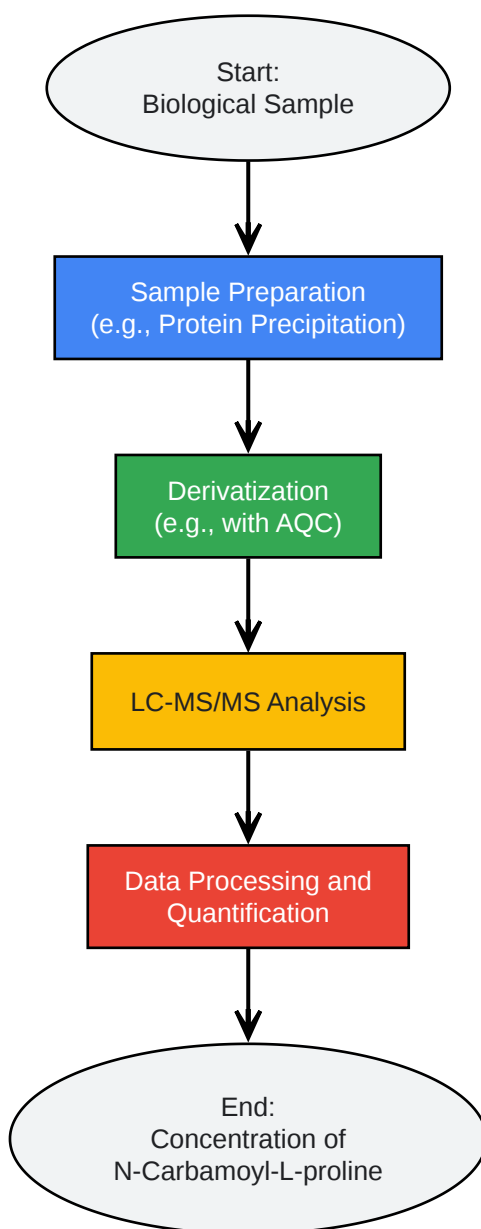 Start:
Biological Sample
Sample Preparation
(e.g., Protein Precipitation)
Derivatization
(e.g., with AQC)
LC-MS/MS Analysis
Data Processing and
Quantification
End:
Concentration of
N-Carbamoyl-L-proline